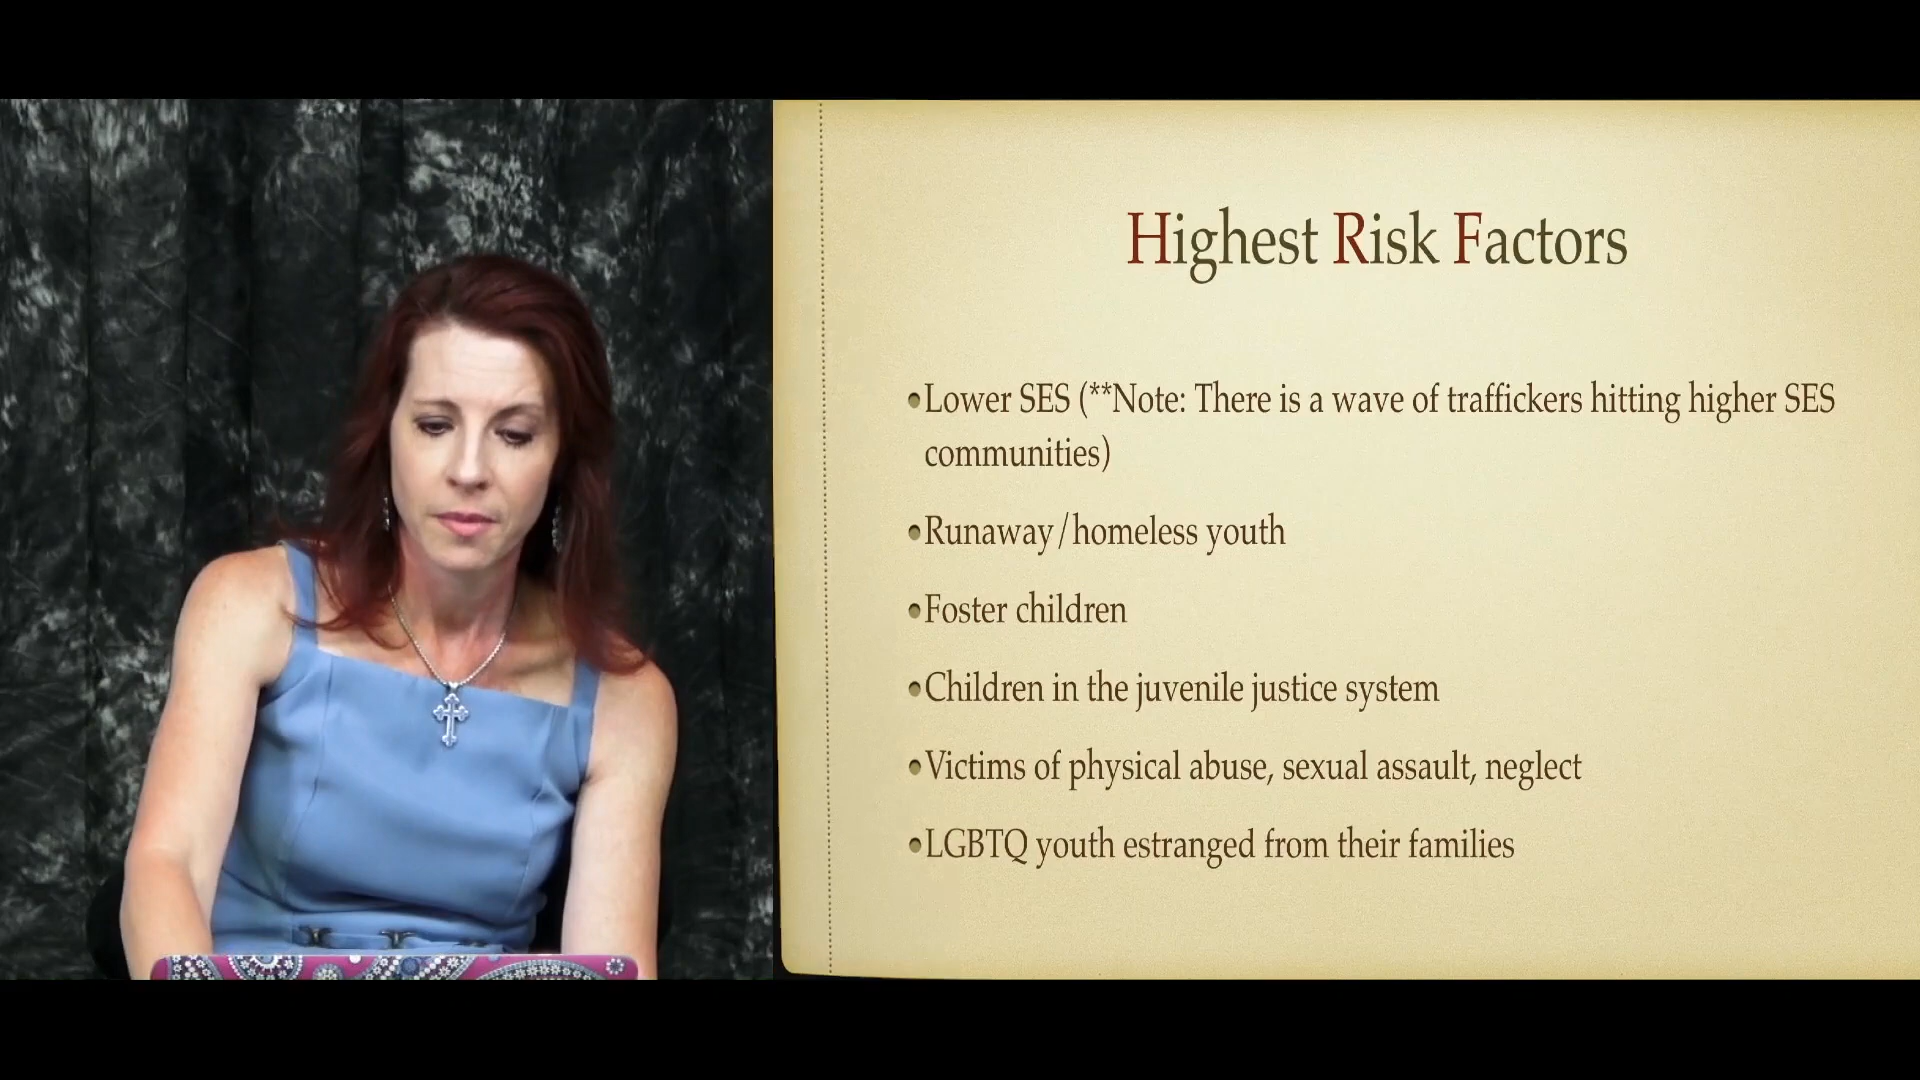 Highest Risk Factors
•Lower SES (**Note: There is a wave of traffickers hitting higher SES
communities)
•Runaway/homeless youth
•Foster children
•Children in the juvenile justice system
•Victims of physical abuse, sexual assault, neglect
•LGBTQ youth estranged from their families